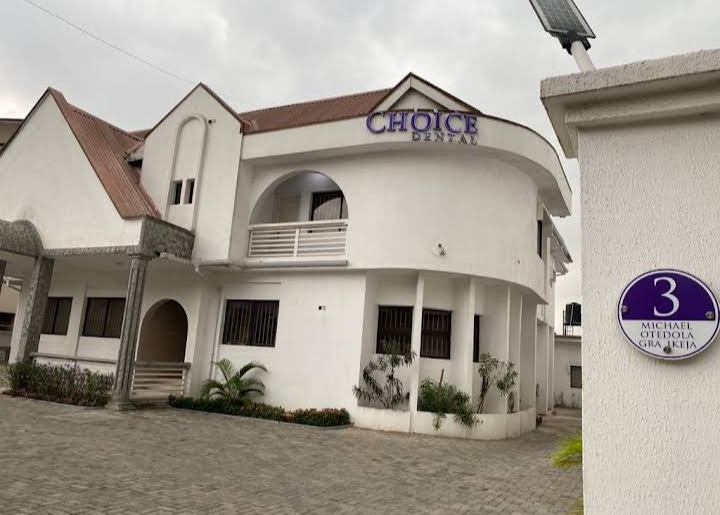 CHOICE
DENTAL
3
MICHAEL
OTEDOLA
GRA IKEJA